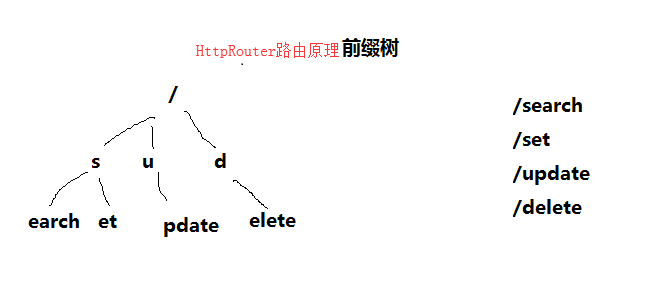 HttpRouter路由原理前缀树
/
s u d
earch et pdate elete
/search
/set
/update
/delete